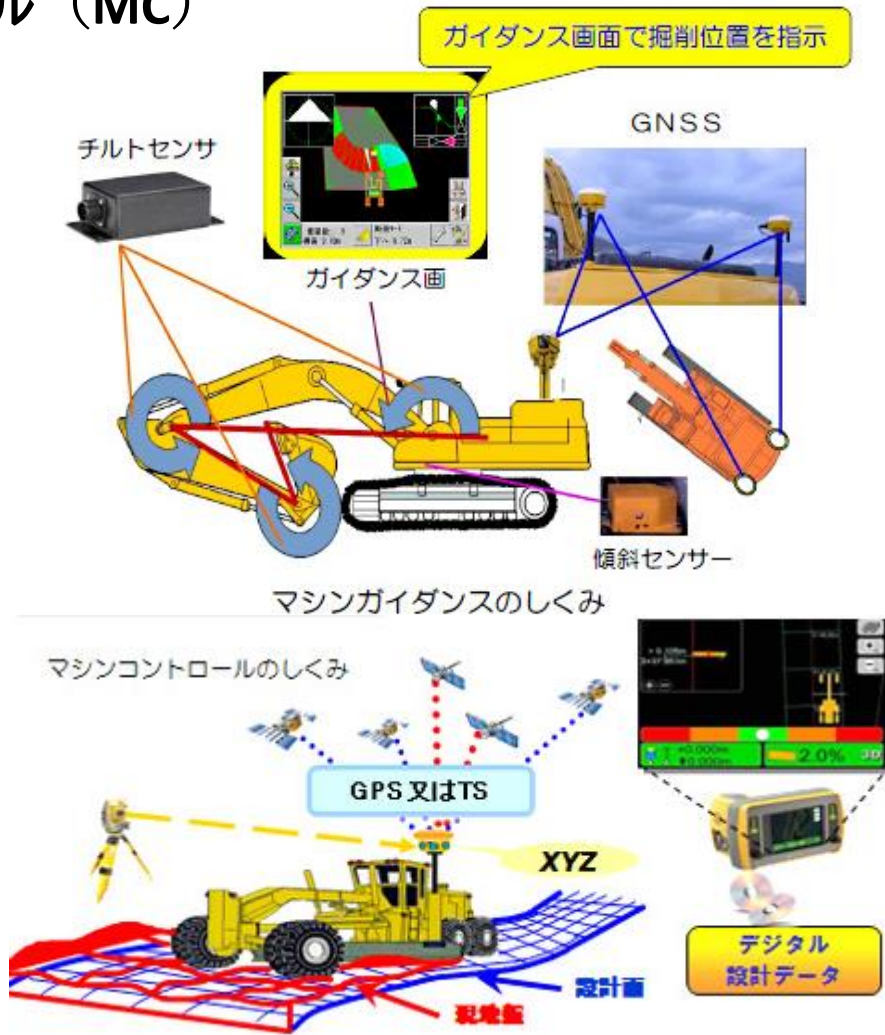 ル（MC）
ガイダンス画面で掘削位置を指示
GNSS
チルトセンサ
ガイダンス画
傾斜センサー
マシンガイダンスのしくみ
マシンコントロールのしくみ
GPS又はTS
XYZ
2.0%
3D
デジタル
設計データ
設計面
現地盤